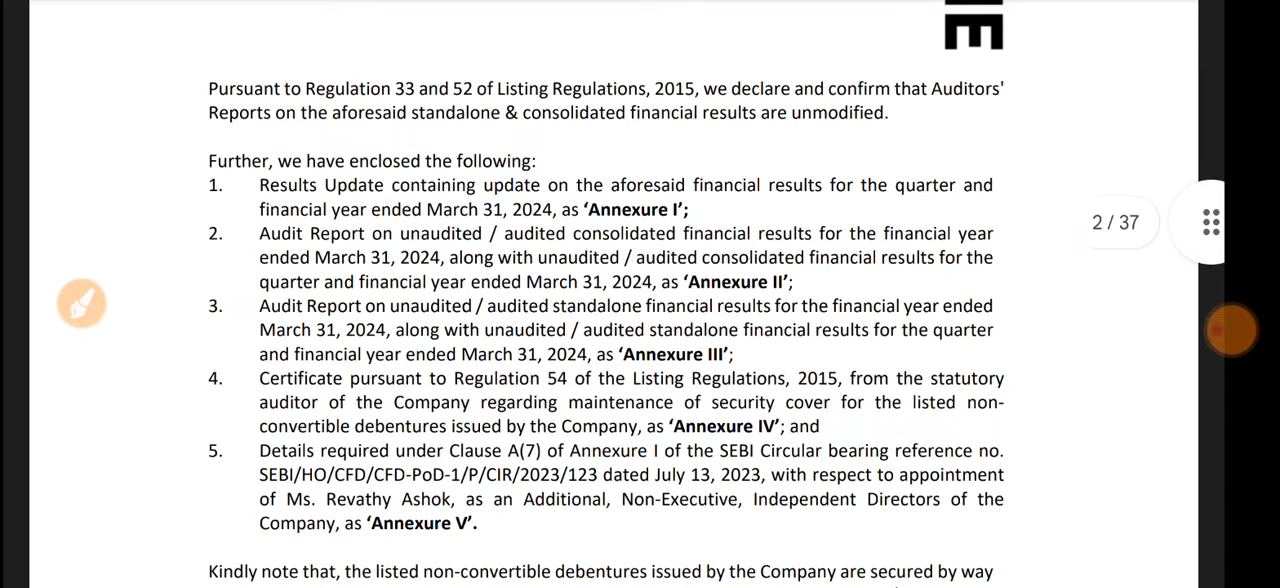 E
Pursuant to Regulation 33 and 52 of Listing Regulations, 2015, we declare and confirm that Auditors'
Reports on the aforesaid standalone & consolidated financial results are unmodified.
Further, we have enclosed the following:
1. Results Update containing update on the aforesaid financial results for the quarter and
financial year ended March 31, 2024, as ‘Annexure I’;
2. Audit Report on unaudited / audited consolidated financial results for the financial year
ended March 31, 2024, along with unaudited / audited consolidated financial results for the
quarter and financial year ended March 31, 2024, as ‘Annexure II’;
3. Audit Report on unaudited / audited standalone financial results for the financial year ended
March 31, 2024, along with unaudited / audited standalone financial results for the quarter
and financial year ended March 31, 2024, as ‘Annexure III’;
4. Certificate pursuant to Regulation 54 of the Listing Regulations, 2015, from the statutory
auditor of the Company regarding maintenance of security cover for the listed non-
convertible debentures issued by the Company, as ‘Annexure IV’; and
5. Details required under Clause A(7) of Annexure I of the SEBI Circular bearing reference no.
SEBI/HO/CFD/CFD-PoD-1/P/CIR/2023/123 dated July 13, 2023, with respect to appointment
of Ms. Revathy Ashok, as an Additional, Non-Executive, Independent Directors of the
Company, as ‘Annexure V’.
Kindly note that, the listed non-convertible debentures issued by the Company are secured by way
2 / 37